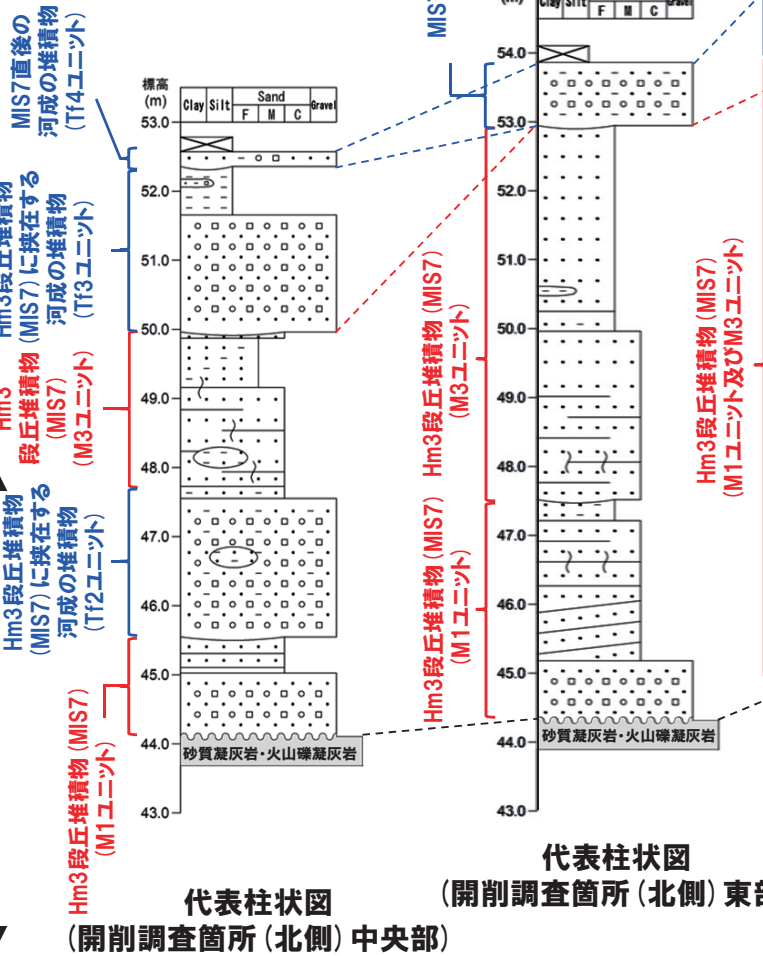 MIS7直後の
河成の堆積物
(Tf4ユニット)
Hm3段丘堆積物
(MIS7)に挟在する
河成の堆積物
(Tf3ユニット)
Hm3
段丘堆積物
(MIS7)
(M3ユニット)
Hm3段丘堆積物
(MIS7)に挟在する
河成の堆積物
(Tf2ユニット)
Hm3段丘堆積物(MIS7)
(M1ユニット)
標高
(m)
Clay Silt Sand Gravel
F M C
53.0
52.0
51.0
50.0
49.0
48.0
47.0
46.0
45.0
44.0
43.0
砂質凝灰岩・火山礫凝灰岩
代表柱状図
(開削調査箇所(北側)中央部)
MIS
Hm3段丘堆積物(MIS7)
(M3ユニット)
Hm3段丘堆積物(MIS7)
(M1ユニット)
(m)
Clay Silt Gravel
F M C
54.0
53.0
52.0
51.0
50.0
49.0
48.0
47.0
46.0
45.0
44.0
43.0
砂質凝灰岩・火山礫凝灰岩
代表柱状図
(開削調査箇所(北側)東部
Hm3段丘堆積物(MIS7)
(M1ユニット及びM3ユニット)